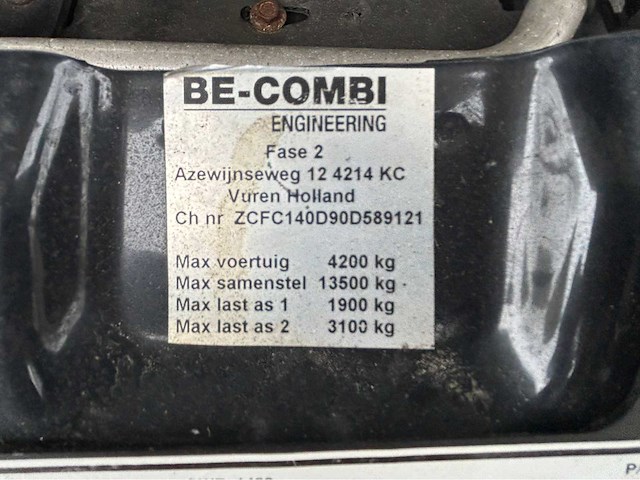 BE-COMBI
ENGINEERING
Fase 2
Azewijnseweg 12 4214 KC
Vuren Holland
Ch nr ZCFC140D90D589121
Max voertuig 4200 kg
Max samenstel 13500 kg
Max last as 1 1900 kg
Max last as 2 3100 kg